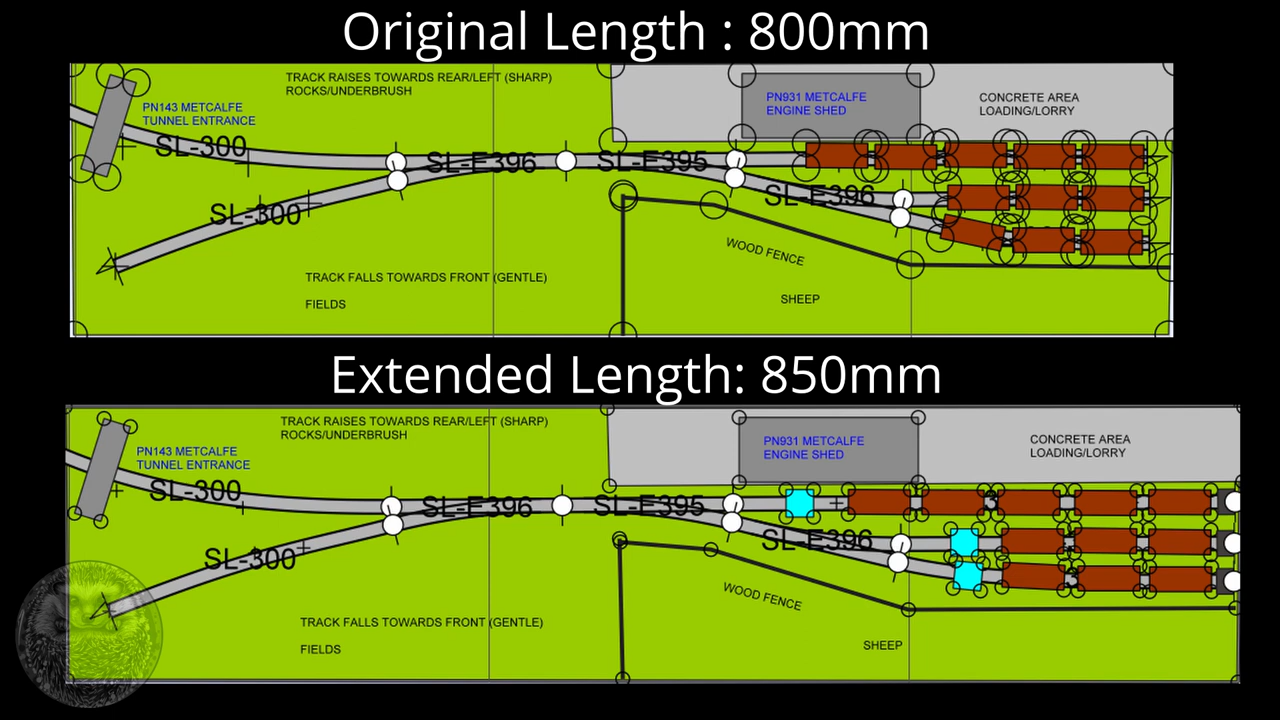 Original Length : 800mm
TRACK RAISES TOWARDS REAR/LEFT (SHARP)
ROCKS/UNDERBRUSH
PN143 METCALFE
TUNNEL ENTRANCE
PN931 METCALFE
ENGINE SHED
CONCRETE AREA
LOADING/LORRY
SL-300
SL-E396
SL-E395
SL-E396
SL-300
WOOD FENCE
TRACK FALLS TOWARDS FRONT (GENTLE)
FIELDS
SHEEP
Extended Length: 850mm
TRACK RAISES TOWARDS REAR/LEFT (SHARP)
ROCKS/UNDERBRUSH
PN143 METCALFE
TUNNEL ENTRANCE
PN931 METCALFE
ENGINE SHED
CONCRETE AREA
LOADING/LORRY
SL-300
SL-E396
SL-E395
3
SL-E396
SL-300
3
WOOD FENCE
TRACK FALLS TOWARDS FRONT (GENTLE)
FIELDS
SHEEP